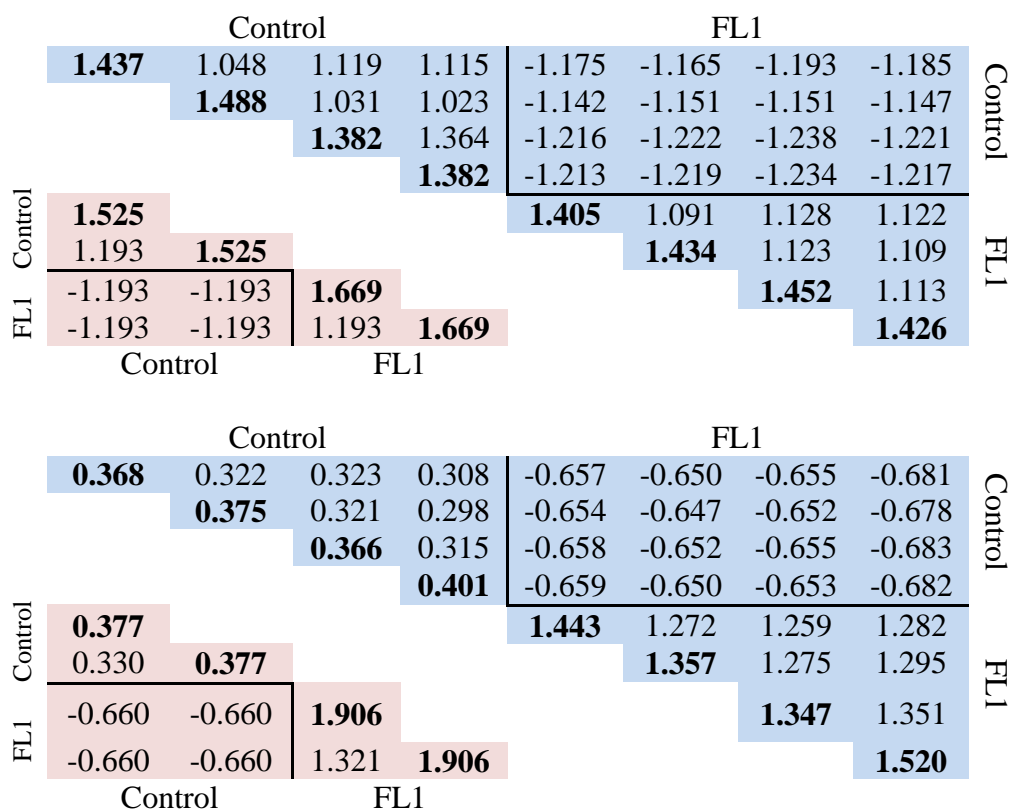 Control FL1
1.437 1.048 1.119 1.115 -1.175 -1.165 -1.193 -1.185
1.488 1.031 1.023 -1.142 -1.151 -1.151 -1.147
1.382 1.364 -1.216 -1.222 -1.238 -1.221
1.382 -1.213 -1.219 -1.234 -1.217
Control
1.525 1.405 1.091 1.128 1.122
1.193 1.525 1.434 1.123 1.109
-1.193 -1.193 1.669 1.452 1.113
-1.193 -1.193 1.193 1.669 1.426
Control
FL1
FL1
Control FL1
Control FL1
0.368 0.322 0.323 0.308 -0.657 -0.650 -0.655 -0.681
0.375 0.321 0.298 -0.654 -0.647 -0.652 -0.678
0.366 0.315 -0.658 -0.652 -0.655 -0.683
0.401 -0.659 -0.650 -0.653 -0.682
Control
0.377 1.443 1.272 1.259 1.282
0.330 0.377 1.357 1.275 1.295
-0.660 -0.660 1.906 1.347 1.351
-0.660 -0.660 1.321 1.906 1.520
Control
FL1
FL1
Control FL1